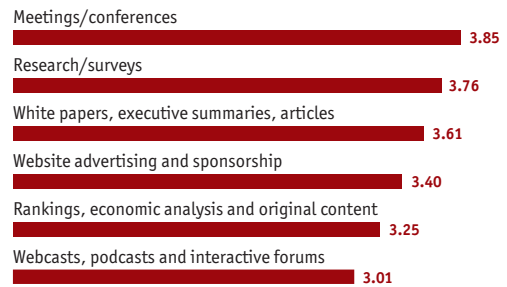 Meetings/conferences
3.85
Research/surveys
3.76
White papers, executive summaries, articles
3.61
Website advertising and sponsorship
3.40
Rankings, economic analysis and original content
3.25
Webcasts, podcasts and interactive forums
3.01